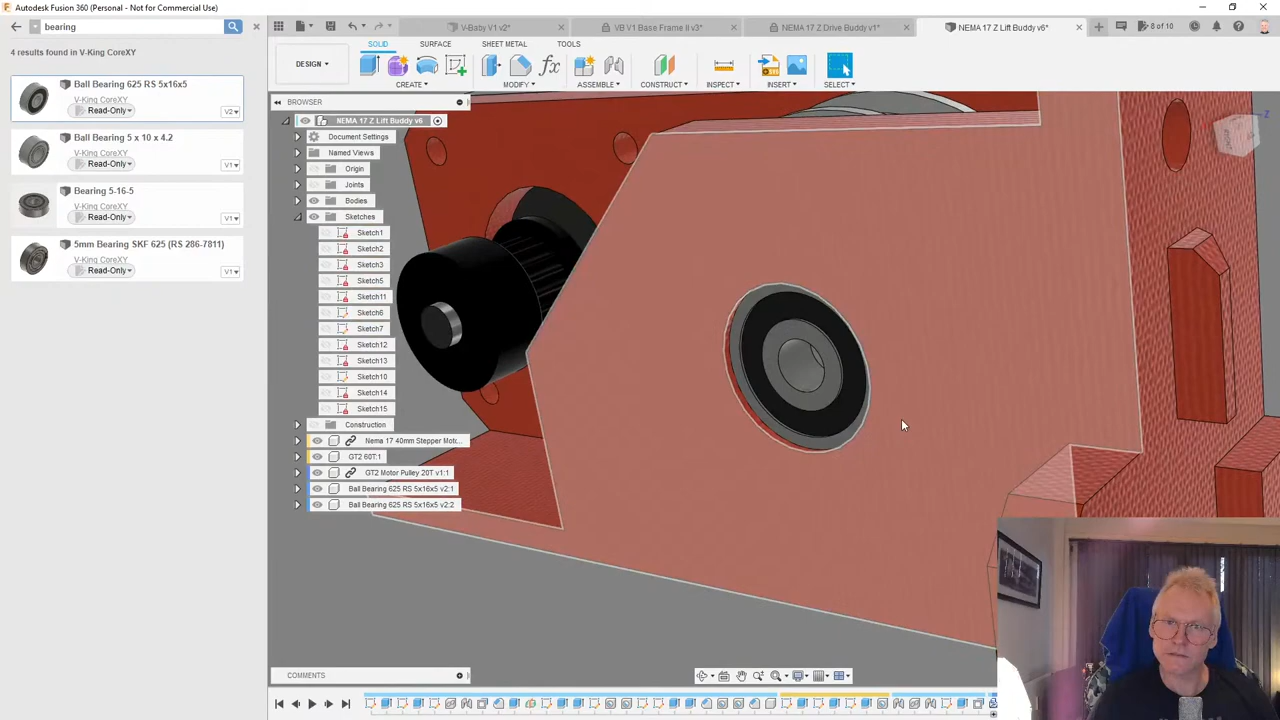 Autodesk Fusion 360 (Personal - Not for Commercial Use)
bearing
V-Baby V1 v2*
VB V1 Base Frame II v3*
NEMA 17 Z Drive Buddy v1*
NEMA 17 Z Lift Buddy v6*
8 of 10
4 results found in V-King CoreXY
SOLID
SURFACE
SHEET METAL
TOOLS
DESIGN
CREATE
MODIFY
ASSEMBLE
CONSTRUCT
INSPECT
INSERT
SELECT
Ball Bearing 625 RS 5x16x5
V-King CoreXY
Read-Only
V2
Ball Bearing 5 x 10 x 4.2
V-King CoreXY
Read-Only
V1
Bearing 5-16-5
V-King CoreXY
Read-Only
V1
5mm Bearing SKF 625 (RS 286-7811)
V-King CoreXY
Read-Only
V1
BROWSER
NEMA 17 Z Lift Buddy v6
Document Settings
Named Views
Origin
Joints
Bodies
Sketches
Sketch1
Sketch2
Sketch3
Sketch5
Sketch11
Sketch6
Sketch7
Sketch12
Sketch13
Sketch10
Sketch14
Sketch15
Construction
Nema 17 40mm Stepper Mot...
GT2 60T:1
GT2 Motor Pulley 20T v1:1
Ball Bearing 625 RS 5x16x5 v2:1
Ball Bearing 625 RS 5x16x5 v2:2
Z
COMMENTS